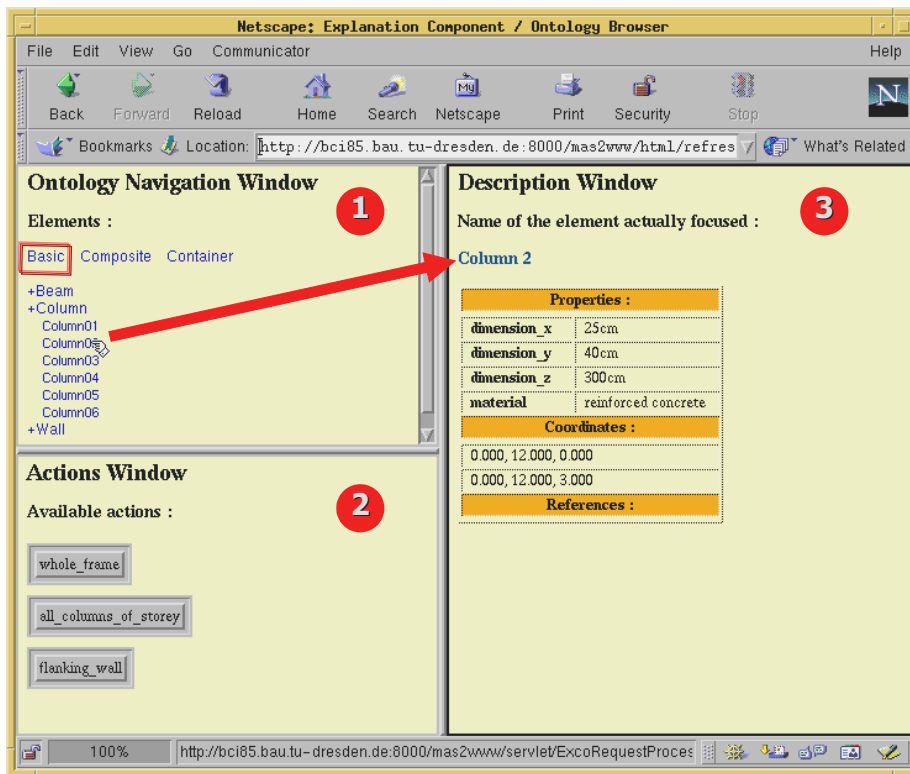 Netscape: Explanation Component / Ontology Browser
File Edit View Go Communicator Help
Back Forward Reload Home Search Netscape Print Security Stop
My
N
Bookmarks Location: http://bci85.bau.tu-dresden.de:8000/mas2www/html/refres What's Related
Ontology Navigation Window
1
Elements :
Basic Composite Container
+Beam
+Column
Column01
Column02
Column03
Column04
Column05
Column06
+Wall
Actions Window
2
Available actions :
whole_frame
all_columns_of_storey
flanking_wall
Description Window
3
Name of the element actually focused :
Column 2
Properties :
dimension_x 25cm
dimension_y 40cm
dimension_z 300cm
material reinforced concrete
Coordinates :
0.000, 12.000, 0.000
0.000, 12.000, 3.000
References :
100% http://bci85.bau.tu-dresden.de:8000/mas2www/servlet/ExcoRequestProces